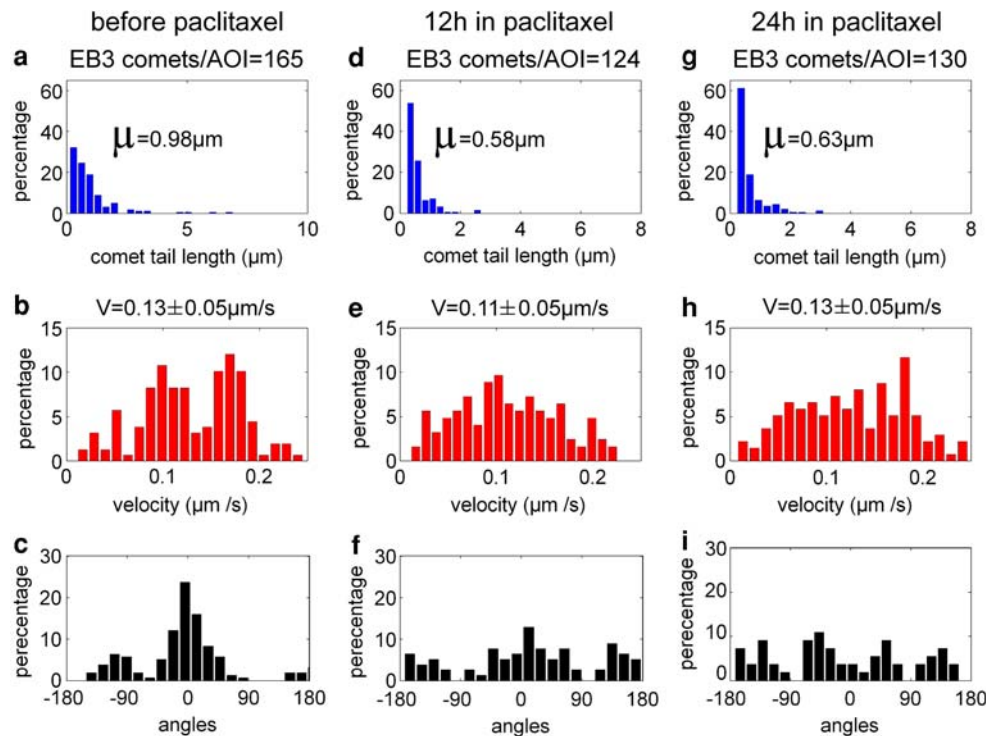 before paclitaxel
12h in paclitaxel
24h in paclitaxel
a
EB3 comets/AOI=165
percentage
60
40
20
0
μ=0.98μm
0
5
10
comet tail length (μm)
d
EB3 comets/AOI=124
percentage
60
40
20
0
μ=0.58μm
0
2
4
6
8
comet tail length (μm)
g
EB3 comets/AOI=130
percentage
60
40
20
0
μ=0.63μm
0
2
4
6
8
comet tail length (μm)
b
V=0.13±0.05μm/s
percentage
15
10
5
0
0
0.1
0.2
velocity (μm /s)
e
V=0.11±0.05μm/s
percentage
15
10
5
0
0
0.1
0.2
velocity (μm /s)
h
V=0.13±0.05μm/s
percentage
15
10
5
0
0
0.1
0.2
velocity (μm /s)
c
perecentage
30
20
10
0
-180
-90
0
90
180
angles
f
perecentage
30
20
10
0
-180
-90
0
90
180
angles
i
perecentage
30
20
10
0
-180
-90
0
90
180
angles